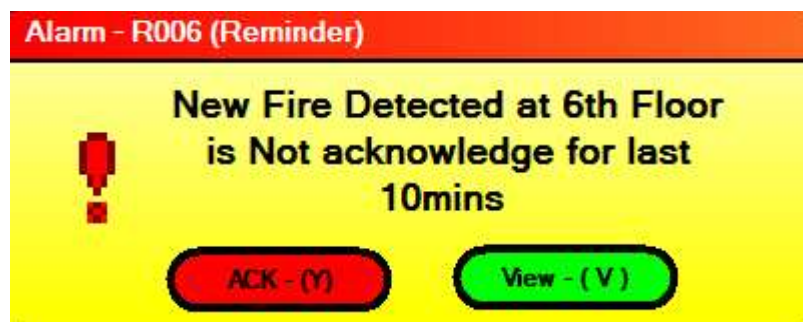 Alarm - R006 (Reminder)
New Fire Detected at 6th Floor
is Not acknowledge for last
10mins
ACK - (Y)
View - ( V )